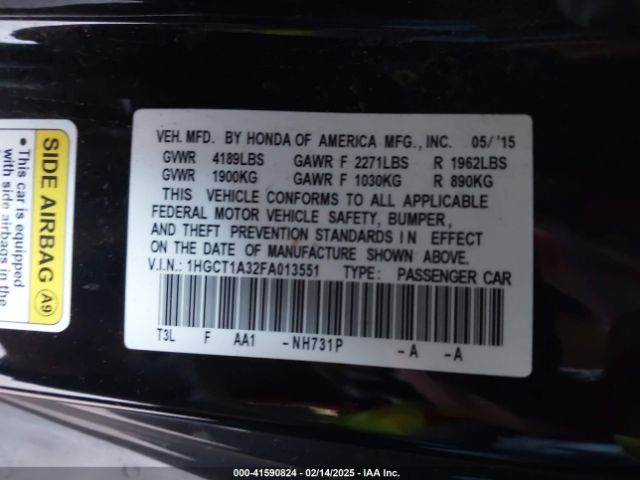 VEH. MFD. BY HONDA OF AMERICA MFG., INC. 05/'15
GVWR 4189LBS GAWR F 2271LBS R 1962LBS
GVWR 1900KG GAWR F 1030KG R 890KG
THIS VEHICLE CONFORMS TO ALL APPLICABLE
FEDERAL MOTOR VEHICLE SAFETY, BUMPER,
AND THEFT PREVENTION STANDARDS IN EFFECT
ON THE DATE OF MANUFACTURE SHOWN ABOVE.
V.I.N.: 1HGCT1A32FA013551 TYPE: PASSENGER CAR
T3L F AA1 -NH731P -A -A
SIDE AIRBAG A9
• This car is equipped
with side airbags in the
000-41590824 - 02/14/2025 - IAA Inc.